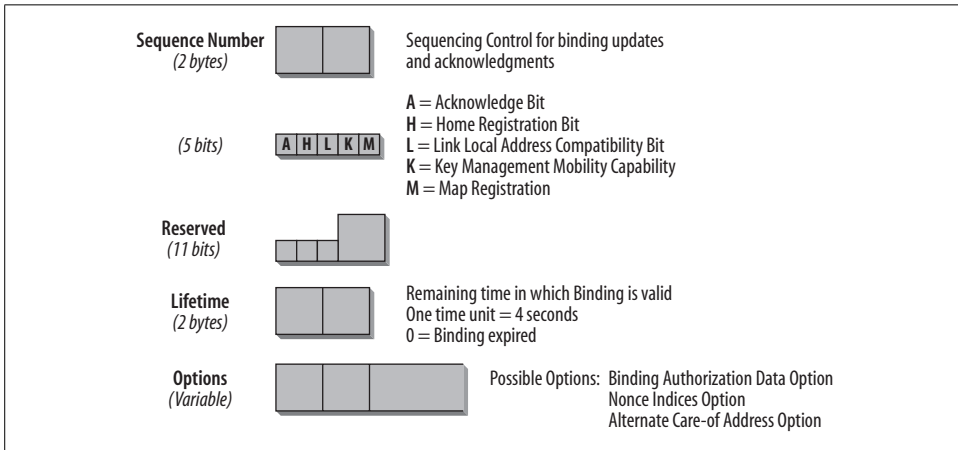 Sequence Number
(2 bytes)
Sequencing Control for binding updates
and acknowledgments
(5 bits)
A H L K M
A = Acknowledge Bit
H = Home Registration Bit
L = Link Local Address Compatibility Bit
K = Key Management Mobility Capability
M = Map Registration
Reserved
(11 bits)
Lifetime
(2 bytes)
Remaining time in which Binding is valid
One time unit = 4 seconds
0 = Binding expired
Options
(Variable)
Possible Options: Binding Authorization Data Option
Nonce Indices Option
Alternate Care-of Address Option